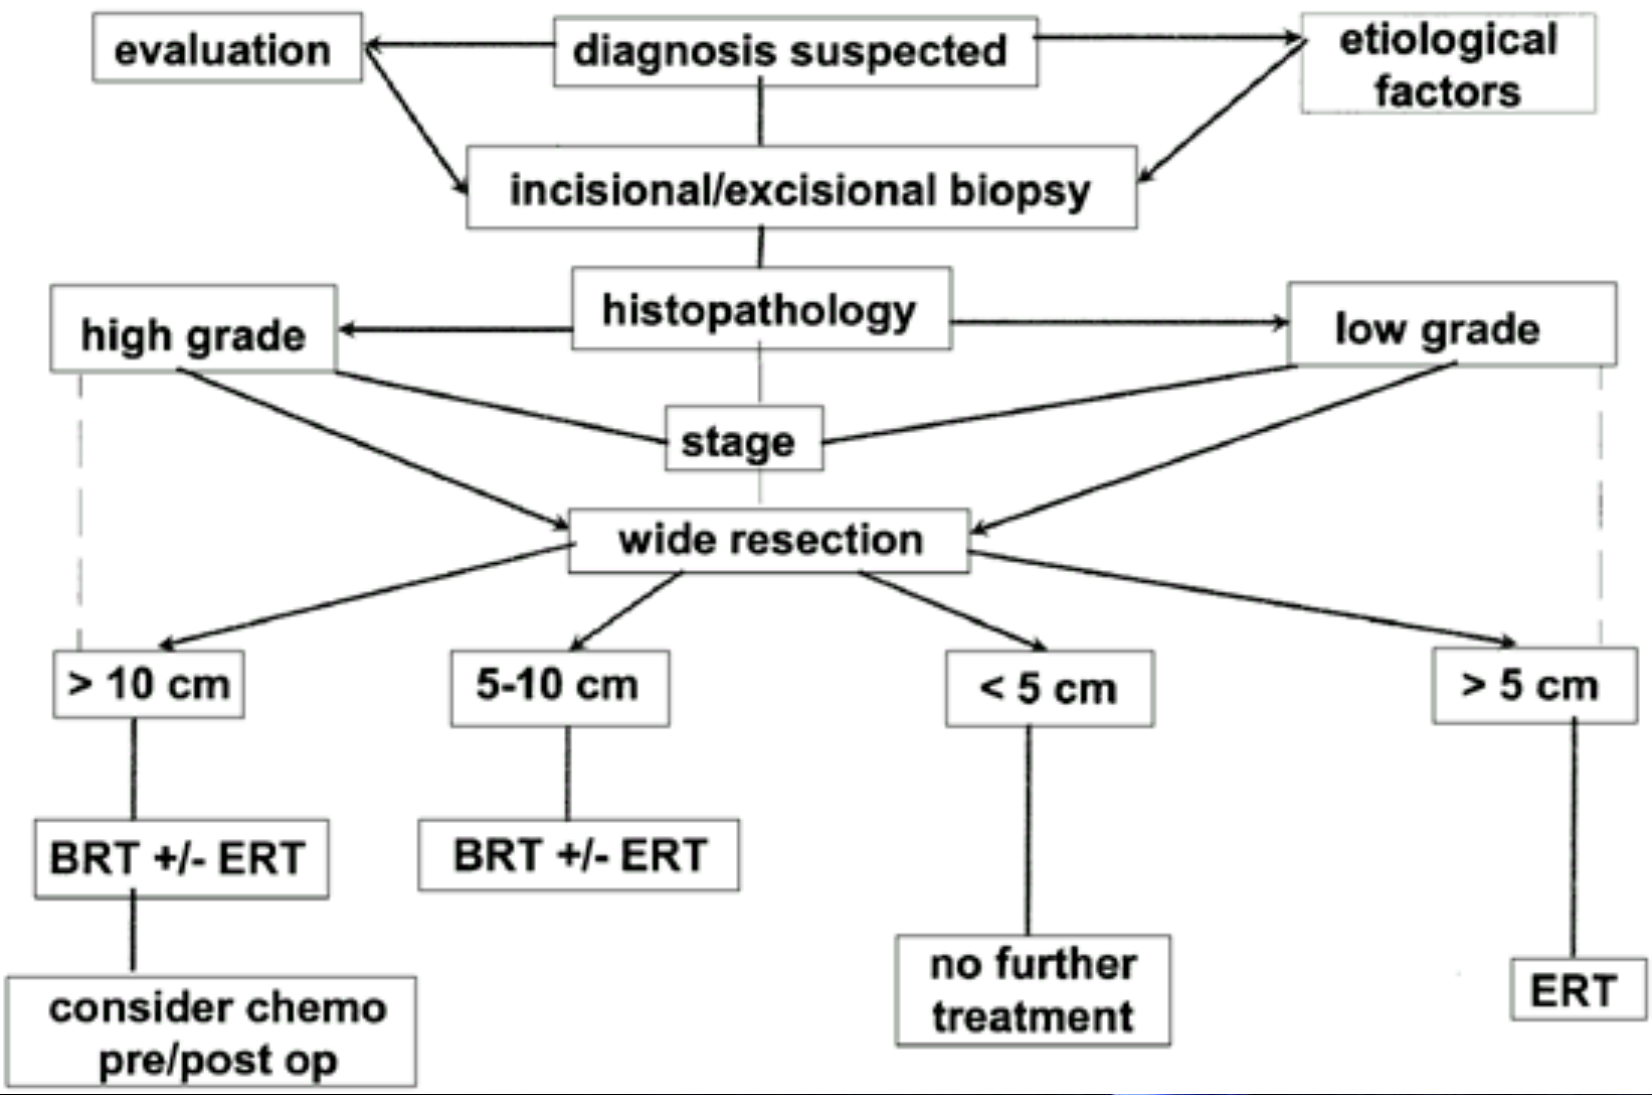 evaluation
diagnosis suspected
etiological
factors
incisional/excisional biopsy
high grade
histopathology
low grade
stage
wide resection
> 10 cm
5-10 cm
< 5 cm
> 5 cm
BRT +/- ERT
BRT +/- ERT
no further
treatment
ERT
consider chemo
pre/post op